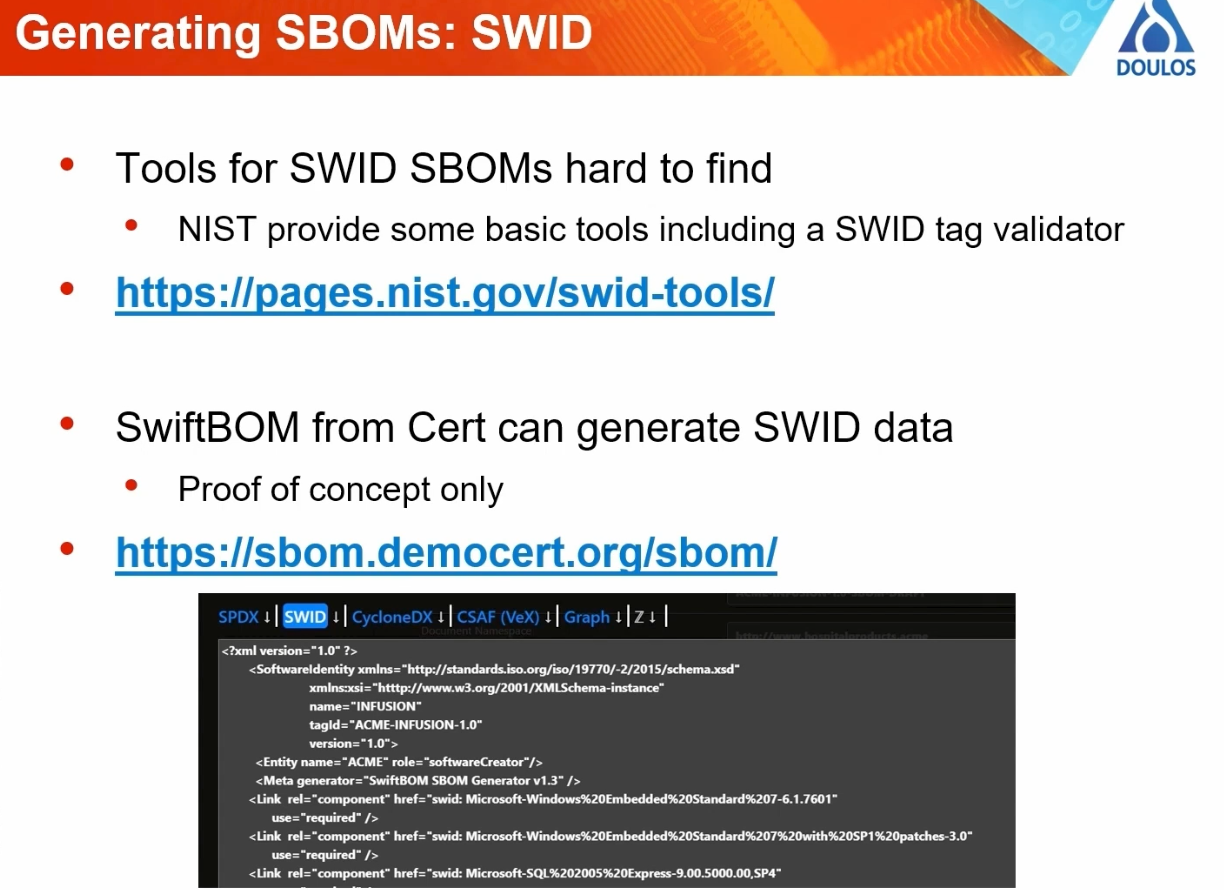 Generating SBOMs: SWID
DOULOS
• Tools for SWID SBOMs hard to find
• NIST provide some basic tools including a SWID tag validator
• https://pages.nist.gov/swid-tools/
• SwiftBOM from Cert can generate SWID data
• Proof of concept only
• https://sbom.democert.org/sbom/
SPDX ↓ | SWID ↓ | CycloneDX ↓ | CSAF (VeX) ↓ | Graph ↓ | ℤ ↓ |
Document Namespace
http://www.hospitalproducts.acme
<?xml version="1.0" ?>
<SoftwareIdentity xmlns="http://standards.iso.org/iso/19770/-2/2015/schema.xsd"
xmlns:xsi="htttp://www.w3.org/2001/XMLSchema-instance"
name="INFUSION"
tagId="ACME-INFUSION-1.0"
version="1.0">
<Entity name="ACME" role="softwareCreator"/>
<Meta generator="SwiftBOM SBOM Generator v1.3" />
<Link rel="component" href="swid: Microsoft-Windows%20Embedded%20Standard%207-6.1.7601"
use="required" />
<Link rel="component" href="swid: Microsoft-Windows%20Embedded%20Standard%207%20with%20SP1%20patches-3.0"
use="required" />
<Link rel="component" href="swid: Microsoft-SQL%202005%20Express-9.00.5000.00,SP4"